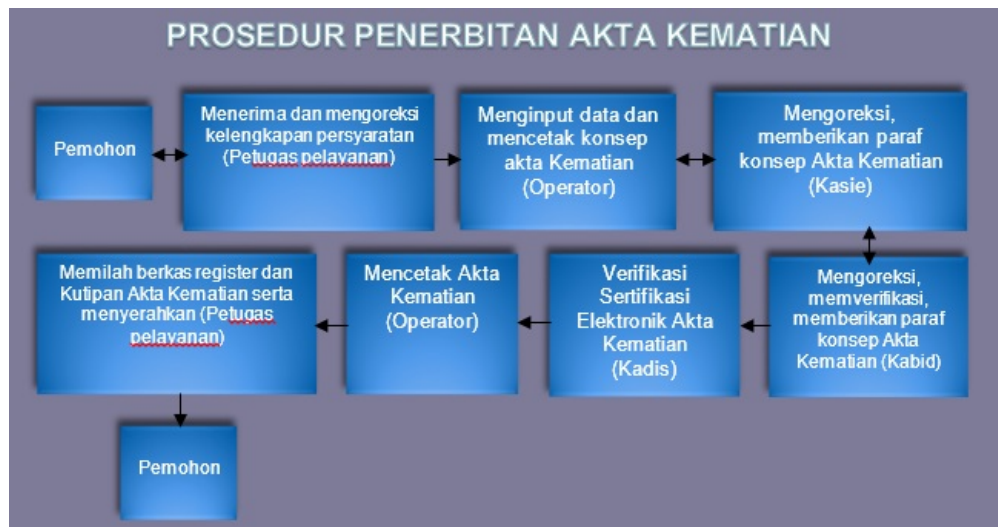 PROSEDUR PENERBITAN AKTA KEMATIAN
Pemohon
Menerima dan mengoreksi
kelengkapan persyaratan
(Petugas pelayanan)
Menginput data dan
mencetak konsep
akta Kematian
(Operator)
Mengoreksi,
memberikan paraf
konsep Akta Kematian
(Kasie)
Mengoreksi,
memverifikasi,
memberikan paraf
konsep Akta
Kematian (Kabid)
Verifikasi
Sertifikasi
Elektronik Akta
Kematian
(Kadis)
Mencetak Akta
Kematian
(Operator)
Memilah berkas register dan
Kutipan Akta Kematian serta
menyerahkan (Petugas
pelayanan)
Pemohon